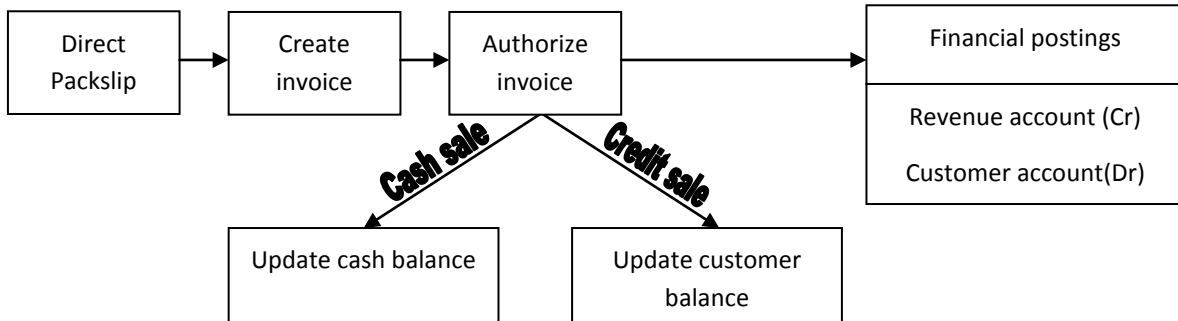 Direct
Packslip
Create
invoice
Authorize
invoice
Financial postings
Revenue account (Cr)
Customer account(Dr)
Cash sale
Credit sale
Update cash balance
Update customer
balance